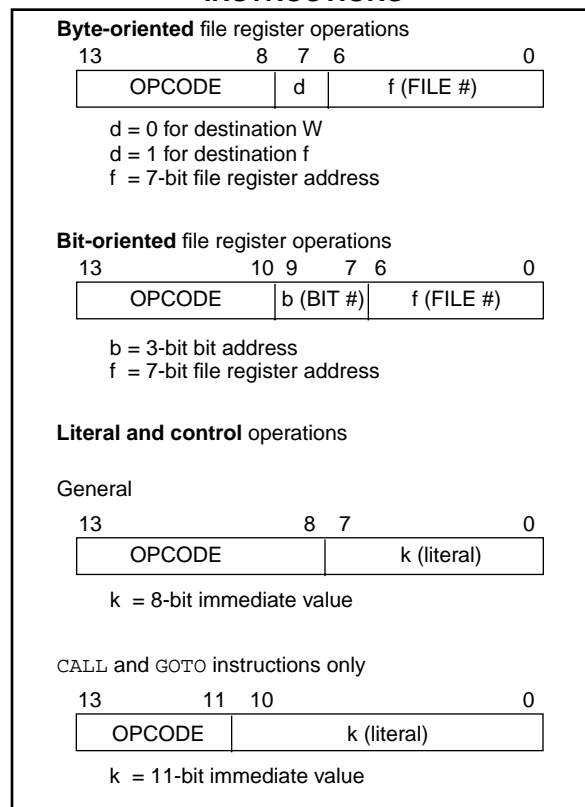 INSTRUCTIONS
Byte-oriented file register operations
13 8 7 6 0
OPCODE d f (FILE #)
d = 0 for destination W
d = 1 for destination f
f = 7-bit file register address
Bit-oriented file register operations
13 10 9 7 6 0
OPCODE b (BIT #) f (FILE #)
b = 3-bit bit address
f = 7-bit file register address
Literal and control operations
General
13 8 7 0
OPCODE k (literal)
k = 8-bit immediate value
CALL and GOTO instructions only
13 11 10 0
OPCODE k (literal)
k = 11-bit immediate value